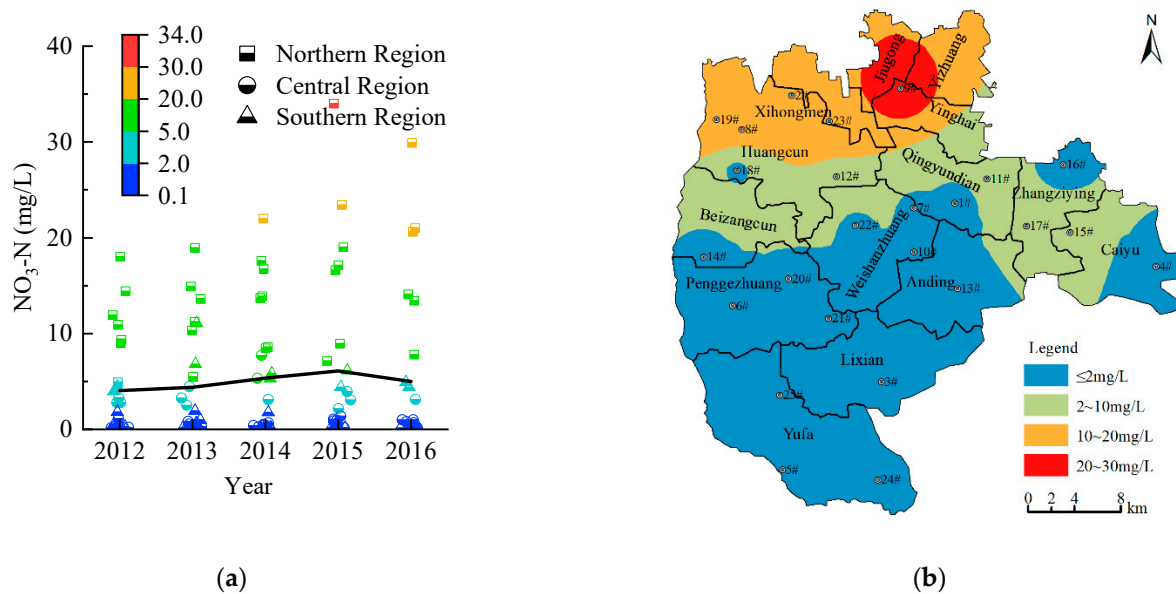 34.0
30.0
20.0
5.0
2.0
0.1
Northern Region
Central Region
Southern Region
40
30
20
10
0
NO3-N (mg/L)
2012 2013 2014 2015 2016
Year
(a)
N
Jiugong
Yizhuang
Xihongmen
Yinghai
Huangcun
Qingyundian
Zhangziying
Beizangcun
Weishanzhuang
Caiyu
Penggezhuang
Anding
Lixian
Yufa
2#
19#
8#
23#
9#
16#
18#
12#
11#
7#
1#
22#
17#
15#
14#
10#
4#
20#
13#
6#
21#
3#
25#
5#
24#
Legend
≤2mg/L
2~10mg/L
10~20mg/L
20~30mg/L
0 2 4 8
km
(b)